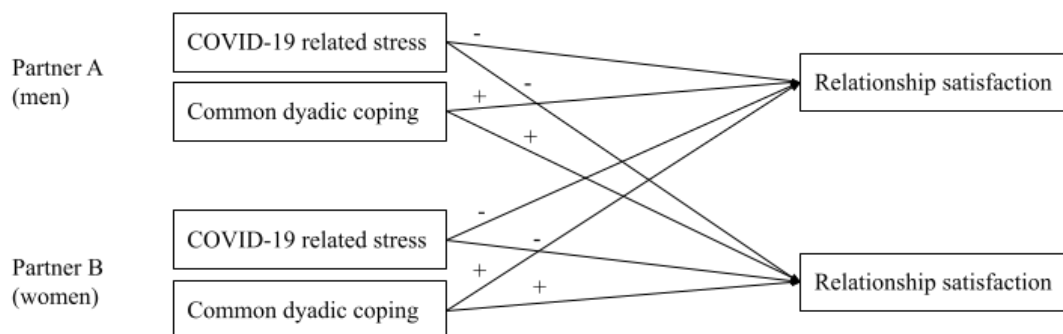 COVID-19 related stress
-
Partner A
(men)
Relationship satisfaction
-
+
Common dyadic coping
+
COVID-19 related stress
-
-
Partner B
(women)
+
Relationship satisfaction
+
Common dyadic coping